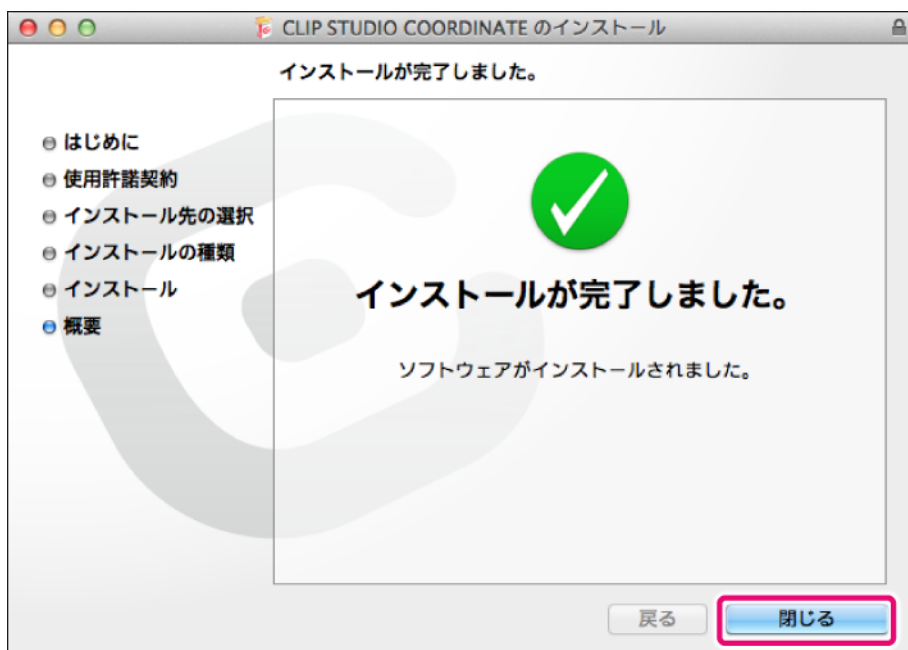 CLIP STUDIO COORDINATE のインストール
インストールが完了しました。
はじめに
使用許諾契約
インストール先の選択
インストールの種類
インストール
概要
インストールが完了しました。
ソフトウェアがインストールされました。
戻る
閉じる